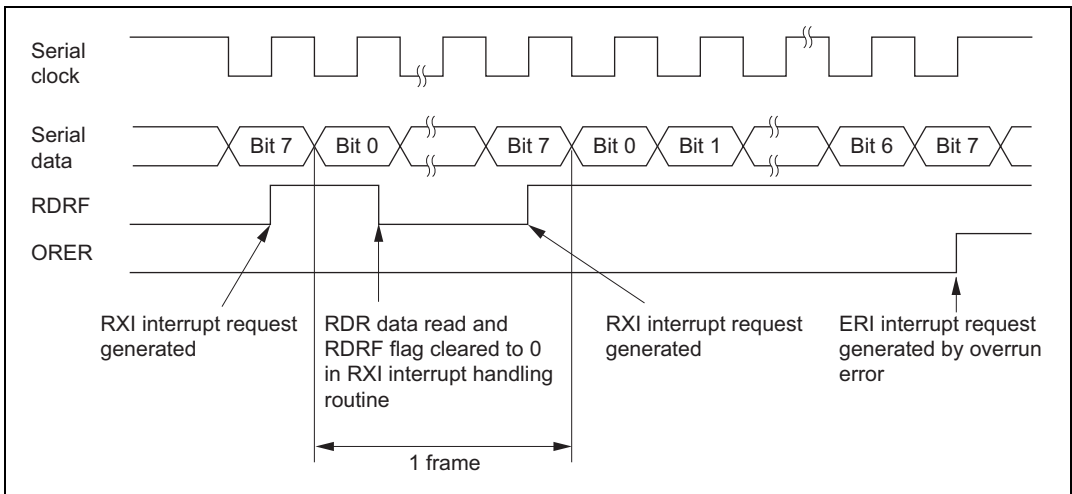 Serial
clock
Serial
data
Bit 7 Bit 0 Bit 7 Bit 0 Bit 1 Bit 6 Bit 7
RDRF
ORER
RXI interrupt request
generated
RDR data read and
RDRF flag cleared to 0
in RXI interrupt handling
routine
RXI interrupt request
generated
ERI interrupt request
generated by overrun
error
1 frame